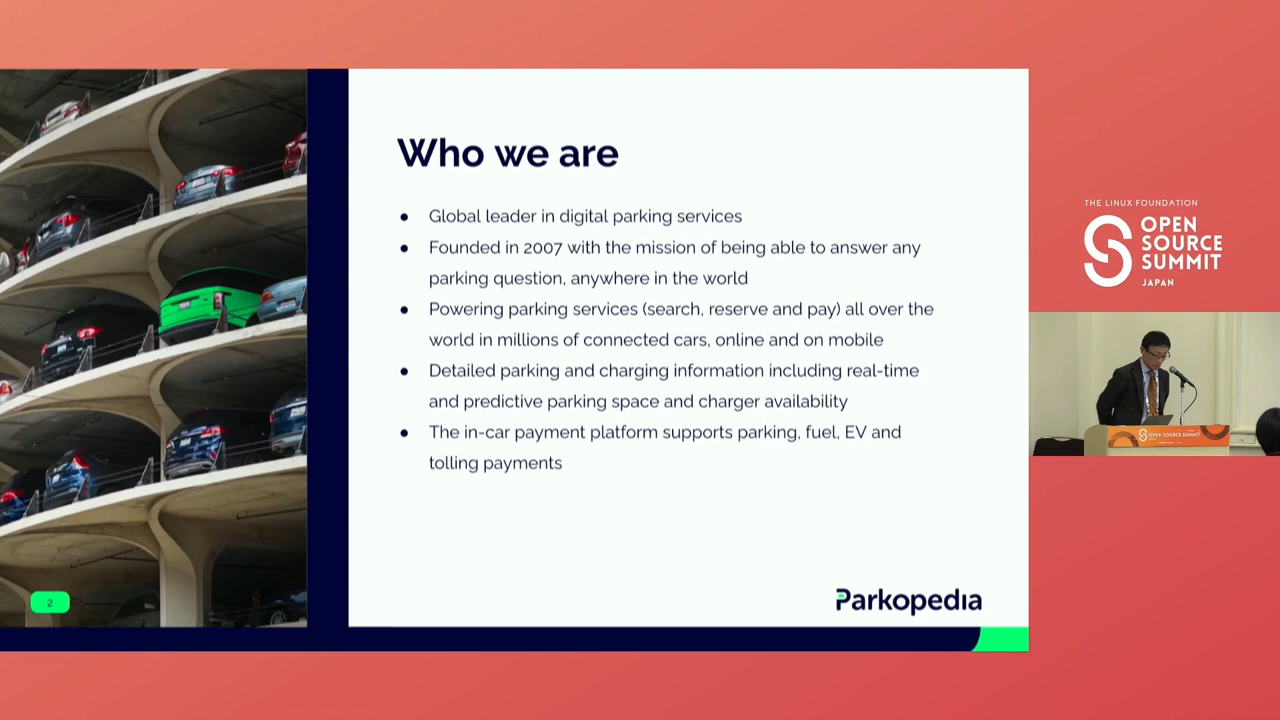 Who we are
● Global leader in digital parking services
● Founded in 2007 with the mission of being able to answer any
parking question, anywhere in the world
● Powering parking services (search, reserve and pay) all over the
world in millions of connected cars, online and on mobile
● Detailed parking and charging information including real-time
and predictive parking space and charger availability
● The in-car payment platform supports parking, fuel, EV and
tolling payments
Parkopedia
2
THE LINUX FOUNDATION
OPEN
SOURCE
SUMMIT
JAPAN
OPEN SOURCE SUMMIT